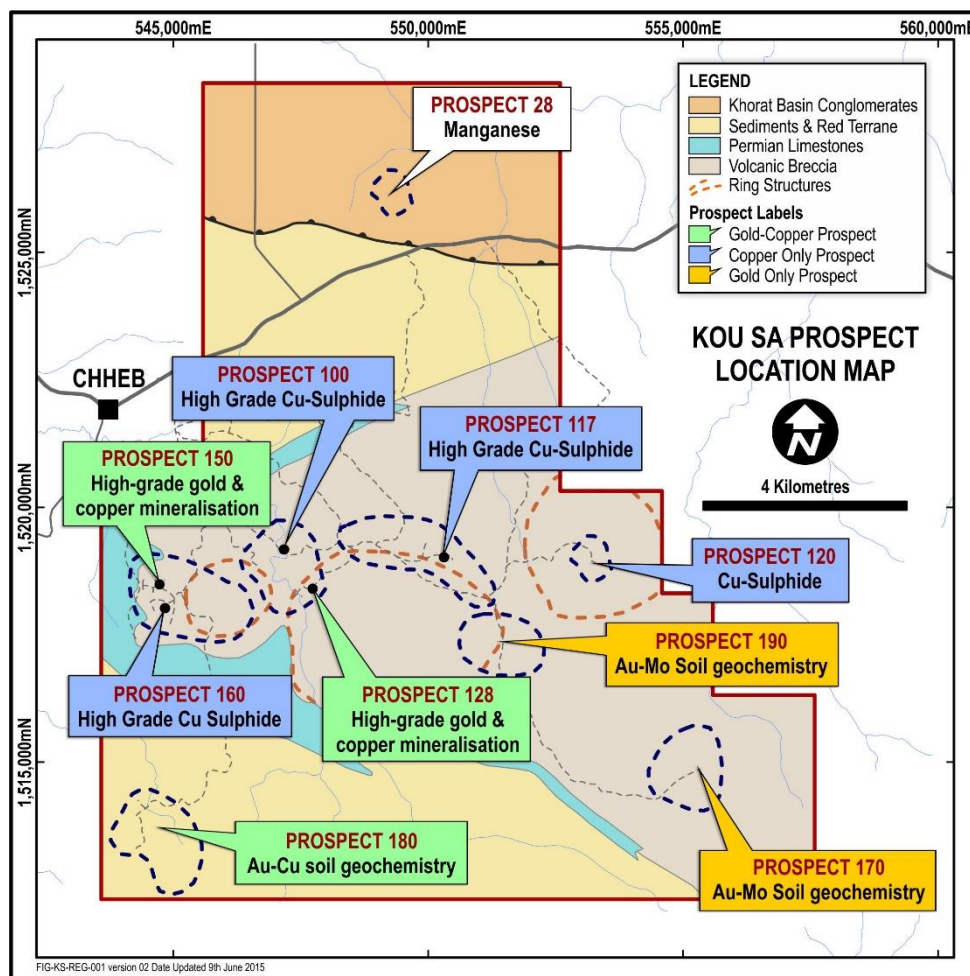 545,000mE
550,000mE
555,000mE
560,000mE
LEGEND
Khorat Basin Conglomerates
Sediments & Red Terrane
Permian Limestones
Volcanic Breccia
Ring Structures
Prospect Labels
Gold-Copper Prospect
Copper Only Prospect
Gold Only Prospect
PROSPECT 28
Manganese
1,525,000mN
KOU SA PROSPECT
LOCATION MAP
N
4 Kilometres
CHHEB
PROSPECT 100
High Grade Cu-Sulphide
PROSPECT 117
High Grade Cu-Sulphide
PROSPECT 150
High-grade gold &
copper mineralisation
1,520,000mN
PROSPECT 120
Cu-Sulphide
PROSPECT 190
Au-Mo Soil geochemistry
PROSPECT 160
High Grade Cu Sulphide
PROSPECT 128
High-grade gold &
copper mineralisation
1,515,000mN
PROSPECT 180
Au-Cu soil geochemistry
PROSPECT 170
Au-Mo Soil geochemistry
FIG-KS-REG-001 version 02 Date Updated 9th June 2015